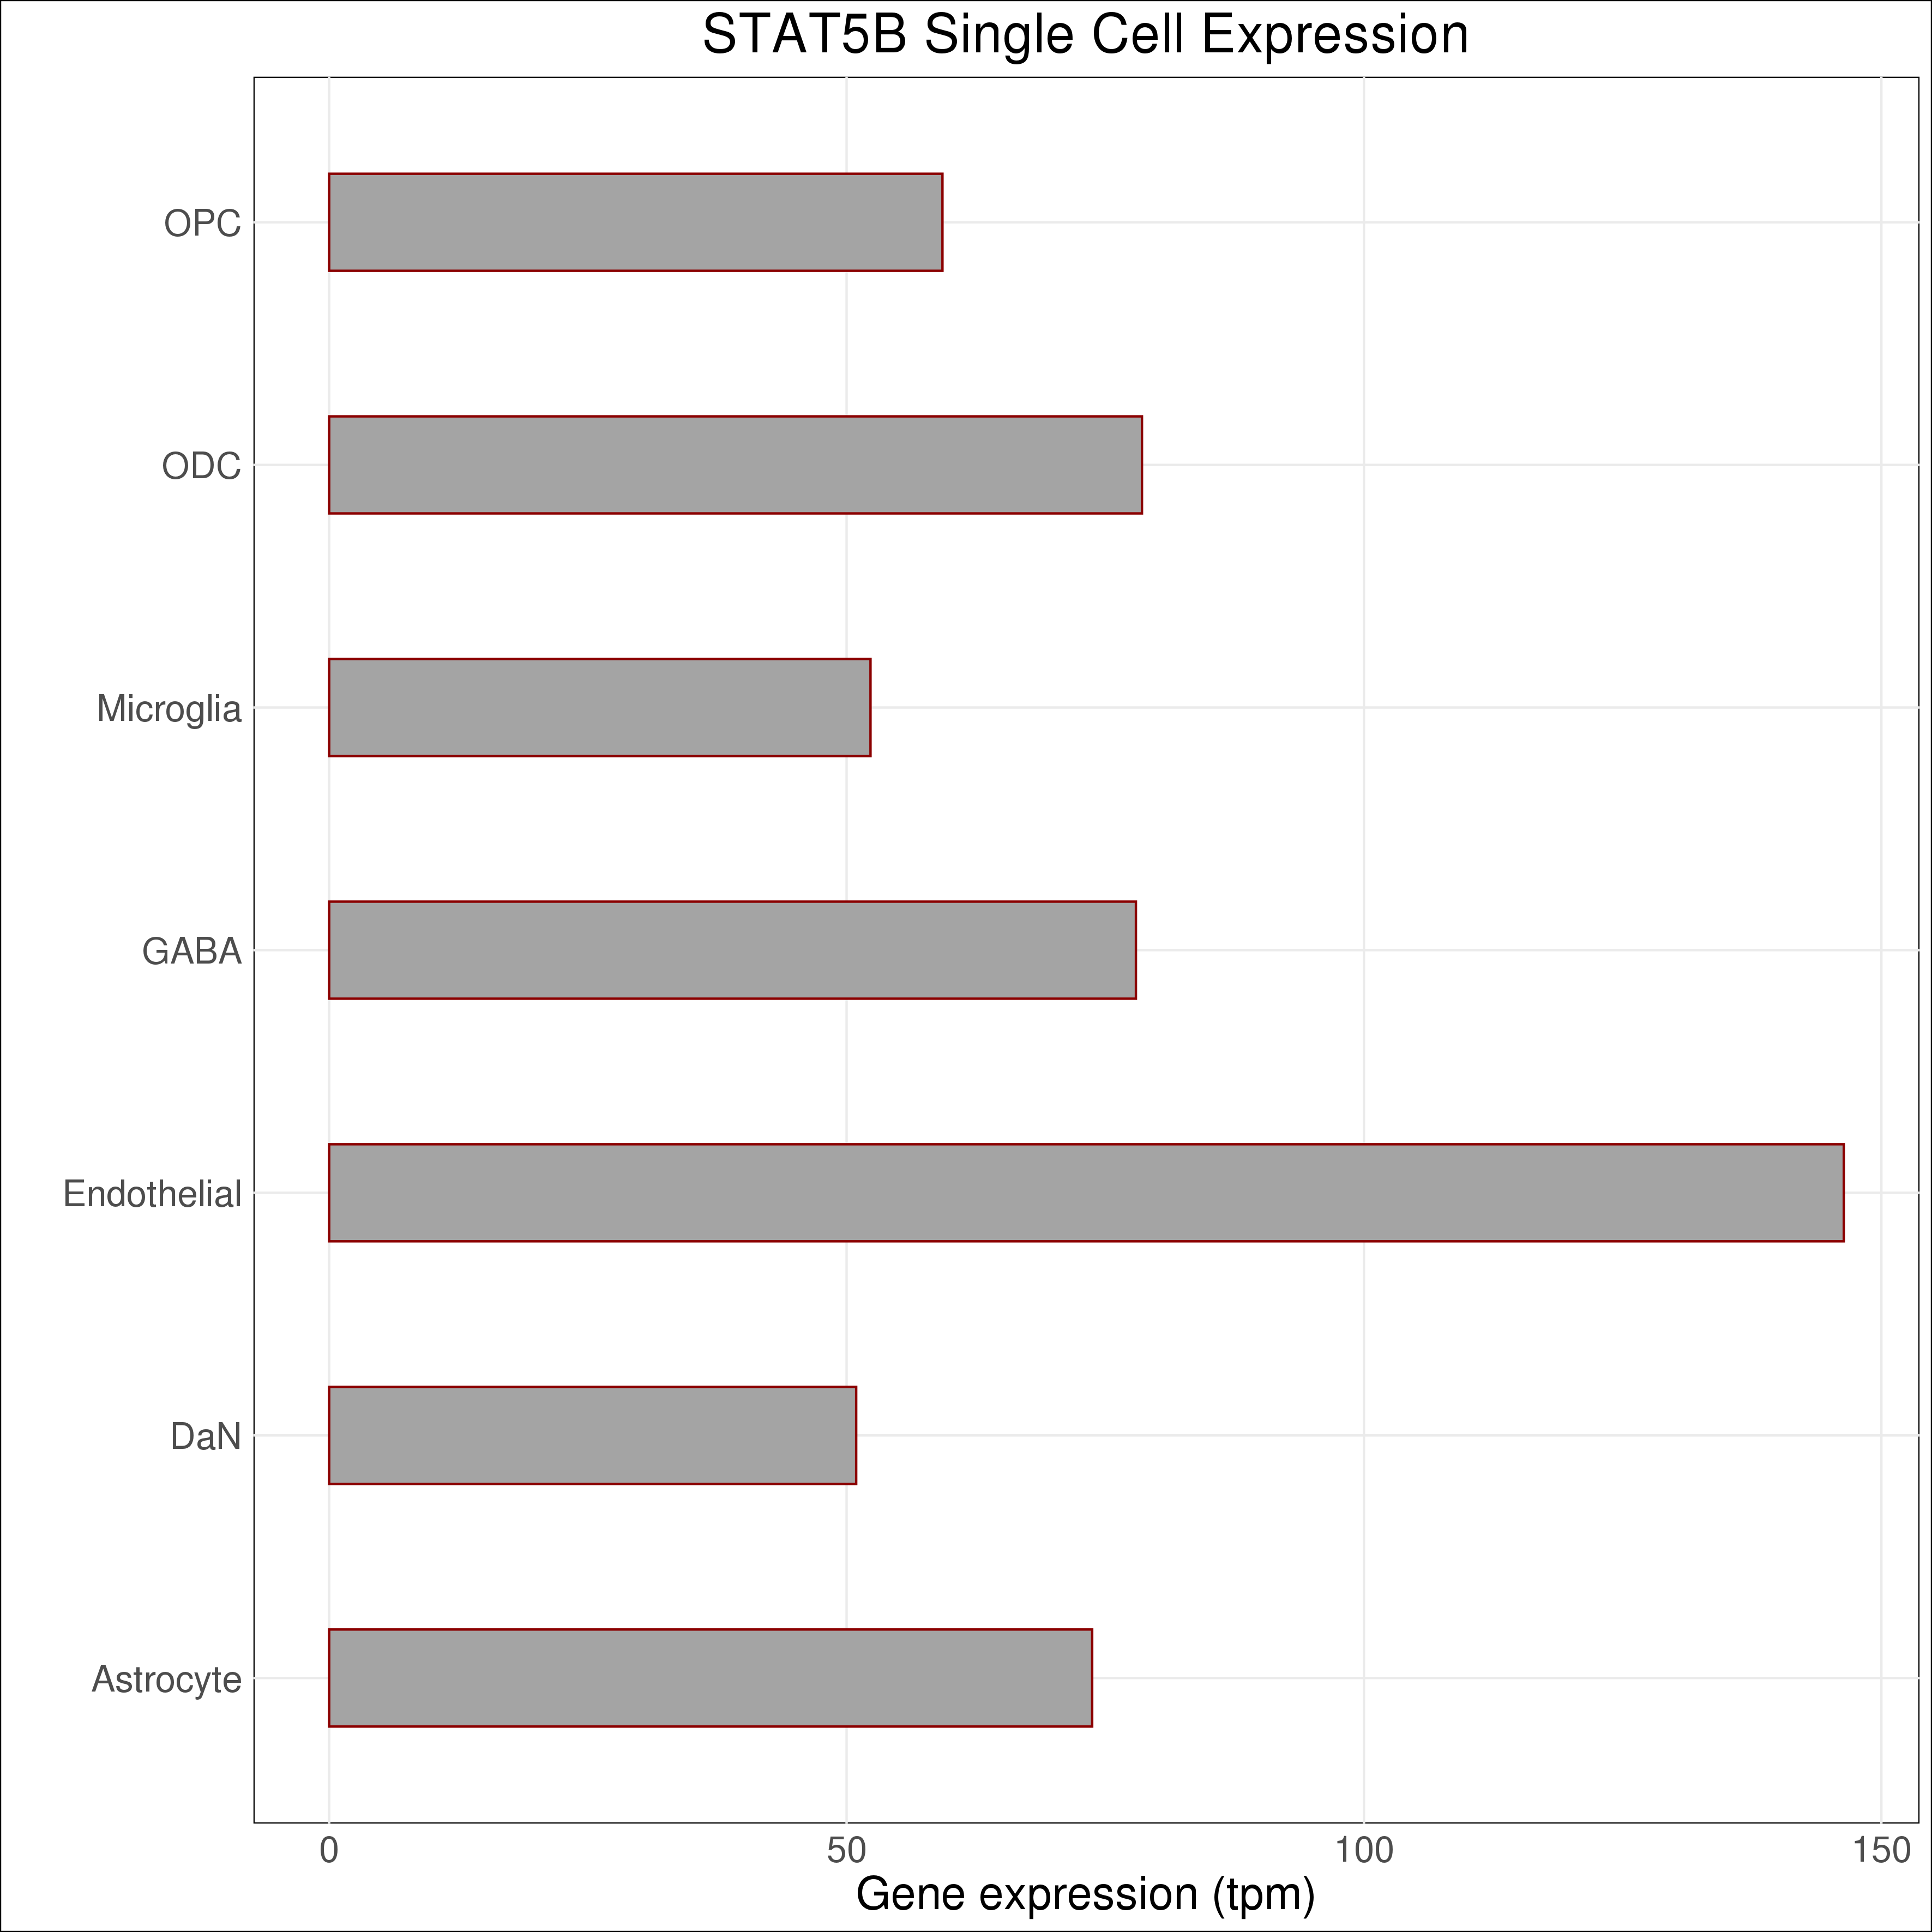 STAT5B Single Cell Expression
OPC
ODC
Microglia
GABA
Endothelial
DaN
Astrocyte
0 50 100 150
Gene expression (tpm)